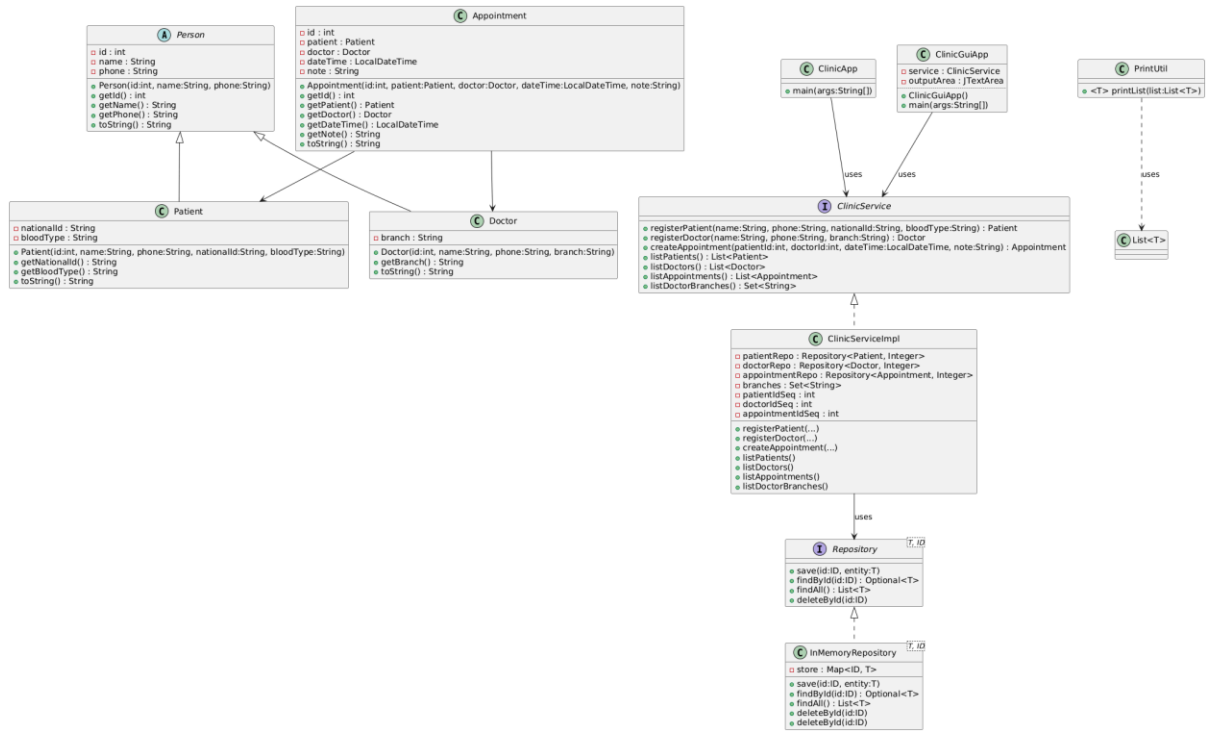 A Person
- id : int
- name : String
- phone : String
Person(id:int, name:String, phone:String)
getId() : int
getName() : String
getPhone() : String
toString() : String
C Appointment
id : int
patient : Patient
doctor : Doctor
dateTime : LocalDateTime
note : String
Appointment(id:int, patient:Patient, doctor:Doctor, dateTime:LocalDateTime, note:String)
getId() : int
getPatient() : Patient
getDoctor() : Doctor
getDateTime() : LocalDateTime
getNote() : String
toString() : String
C Patient
nationalId : String
bloodType : String
Patient(id:int, name:String, phone:String, nationalId:String, bloodType:String)
getNationalId() : String
getBloodType() : String
toString() : String
C Doctor
branch : String
Doctor(id:int, name:String, phone:String, branch:String)
getBranch() : String
toString() : String
C ClinicApp
main(args:String[])
C ClinicGuiApp
service : ClinicService
outputArea : JTextArea
ClinicGuiApp()
main(args:String[])
C PrintUtil
<T> printList(list:List<T>)
uses
uses
uses
I ClinicService
registerPatient(name:String, phone:String, nationalId:String, bloodType:String) : Patient
registerDoctor(name:String, phone:String, branch:String) : Doctor
createAppointment(patientId:int, doctorId:int, dateTime:LocalDateTime, note:String) : Appointment
listPatients() : List<Patient>
listDoctors() : List<Doctor>
listAppointments() : List<Appointment>
listDoctorBranches() : Set<String>
C List<T>
C ClinicServiceImpl
patientRepo : Repository<Patient, Integer>
doctorRepo : Repository<Doctor, Integer>
appointmentRepo : Repository<Appointment, Integer>
branches : Set<String>
patientIdSeq : int
doctorIdSeq : int
appointmentIdSeq : int
registerPatient(...)
registerDoctor(...)
createAppointment(...)
listPatients()
listDoctors()
listAppointments()
listDoctorBranches()
uses
I Repository T, ID
save(id:ID, entity:T)
findById(id:ID) : Optional<T>
findAll() : List<T>
deleteById(id:ID)
C InMemoryRepository T, ID
store : Map<ID, T>
save(id:ID, entity:T)
findById(id:ID) : Optional<T>
findAll() : List<T>
deleteById(id:ID)
deleteById(id:ID)